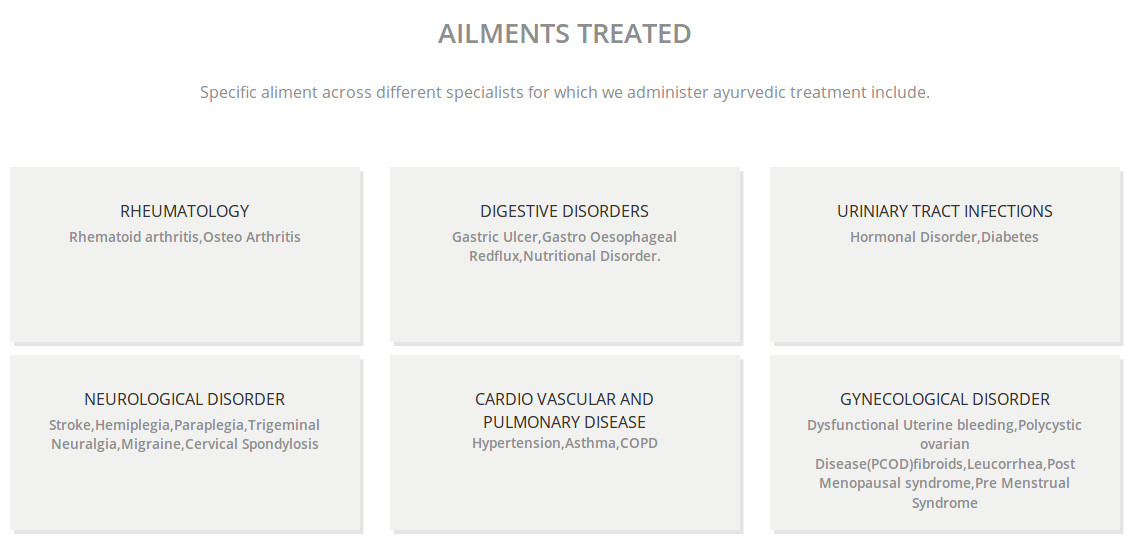 AILMENTS TREATED
Specific aliment across different specialists for which we administer ayurvedic treatment include.
RHEUMATOLOGY
Rhematoid arthritis,Osteo Arthritis
DIGESTIVE DISORDERS
Gastric Ulcer,Gastro Oesophageal
Redflux,Nutritional Disorder.
URINIARY TRACT INFECTIONS
Hormonal Disorder,Diabetes
NEUROLOGICAL DISORDER
Stroke,Hemiplegia,Paraplegia,Trigeminal
Neuralgia,Migraine,Cervical Spondylosis
CARDIO VASCULAR AND
PULMONARY DISEASE
Hypertension,Asthma,COPD
GYNECOLOGICAL DISORDER
Dysfunctional Uterine bleeding,Polycystic
ovarian
Disease(PCOD)fibroids,Leucorrhea,Post
Menopausal syndrome,Pre Menstrual
Syndrome